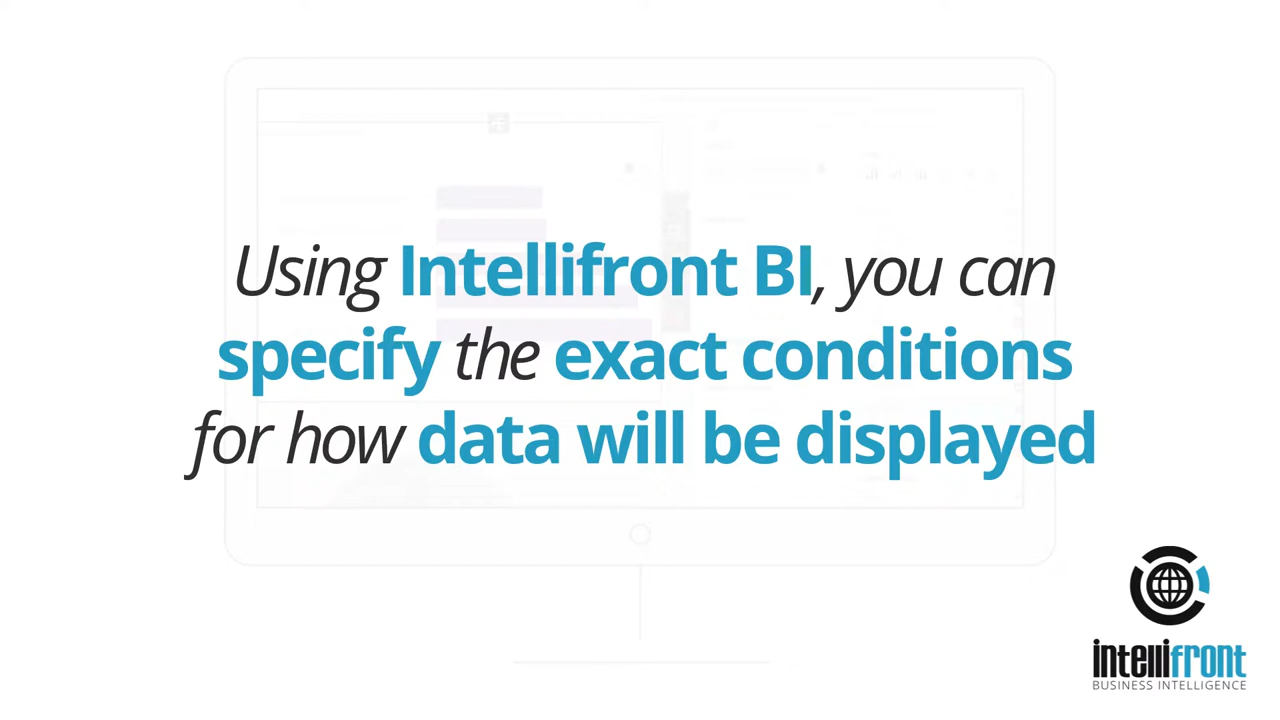 Using Intellifront BI, you can
specify the exact conditions
for how data will be displayed
intellifront
BUSINESS INTELLIGENCE